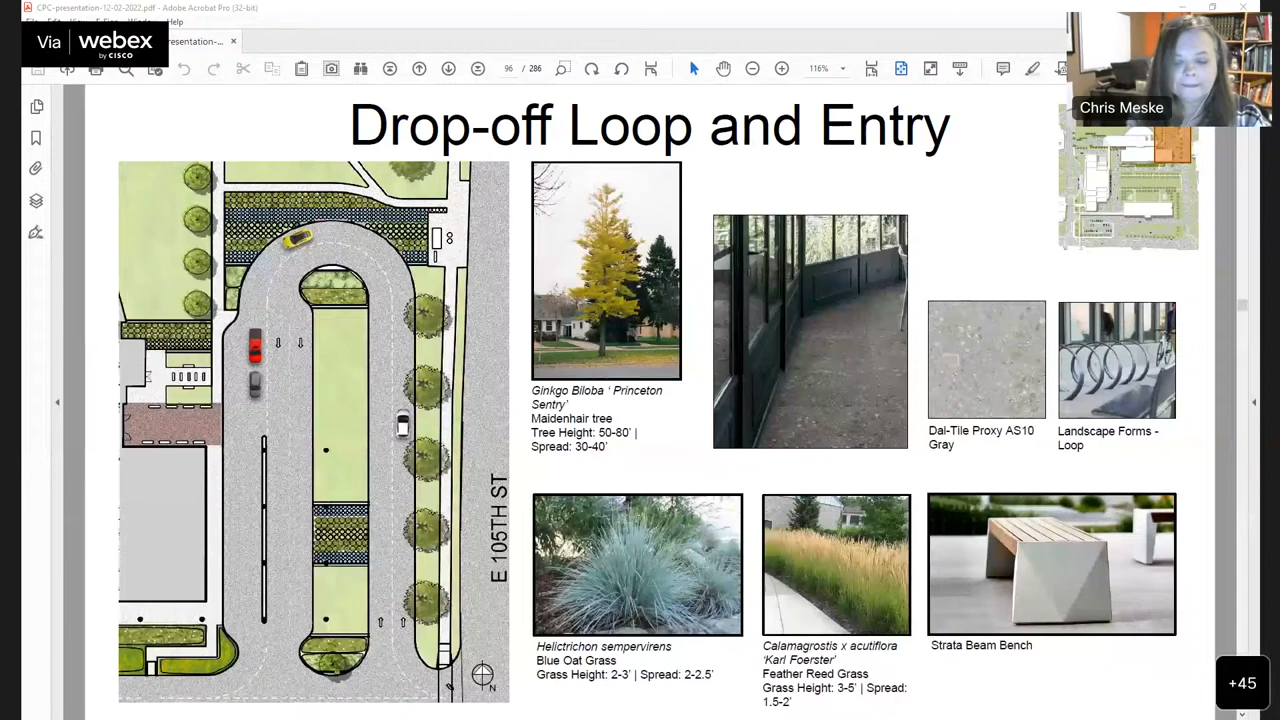 CPC-presentation-12-02-2022.pdf - Adobe Acrobat Pro (32-bit)
Via webex
by CISCO
resentation-...
96 / 286
116%
Chris Meske
Drop-off Loop and Entry
E 105TH ST
N
Ginkgo Biloba ‘ Princeton
Sentry’
Maidenhair tree
Tree Height: 50-80’ |
Spread: 30-40’
Dal-Tile Proxy AS10
Gray
Landscape Forms -
Loop
Helictrichon sempervirens
Blue Oat Grass
Grass Height: 2-3’ | Spread: 2-2.5’
Calamagrostis x acutiflora
‘Karl Foerster’
Feather Reed Grass
Grass Height: 3-5’ | Spread:
1.5-2’
Strata Beam Bench
+45